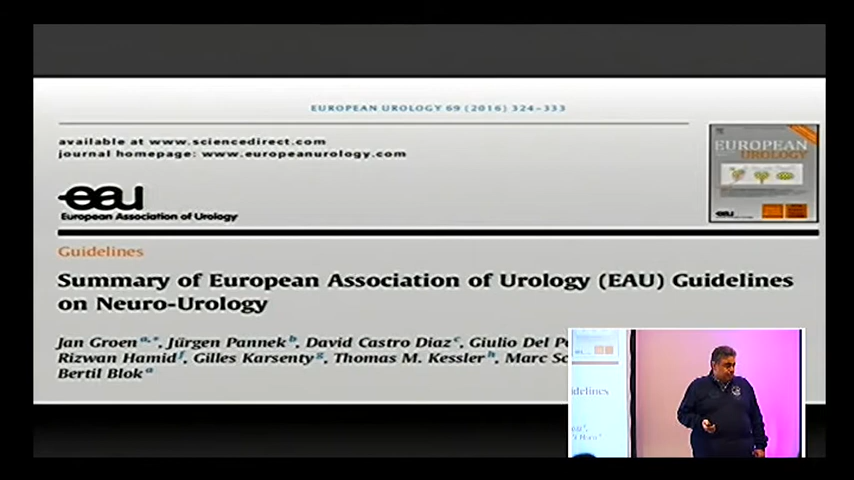 EUROPEAN UROLOGY 69 (2016) 324–333
available at www.sciencedirect.com
journal homepage: www.europeanurology.com
EUROPEAN
UROLOGY
eau
eau
European Association of Urology
Guidelines
Summary of European Association of Urology (EAU) Guidelines
on Neuro-Urology
Jan Groen a,*, Jürgen Pannek b, David Castro Diaz c, Giulio Del
Rizwan Hamid f, Gilles Karsenty g, Thomas M. Kessler h, Marc
Bertil Blok a
idelines